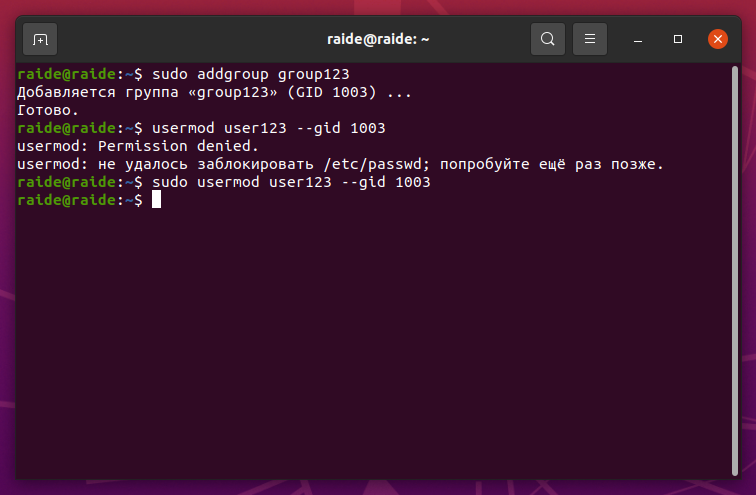 raide@raide: ~
raide@raide:~$ sudo addgroup group123
Добавляется группа «group123» (GID 1003) ...
Готово.
raide@raide:~$ usermod user123 --gid 1003
usermod: Permission denied.
usermod: не удалось заблокировать /etc/passwd; попробуйте ещё раз позже.
raide@raide:~$ sudo usermod user123 --gid 1003
raide@raide:~$